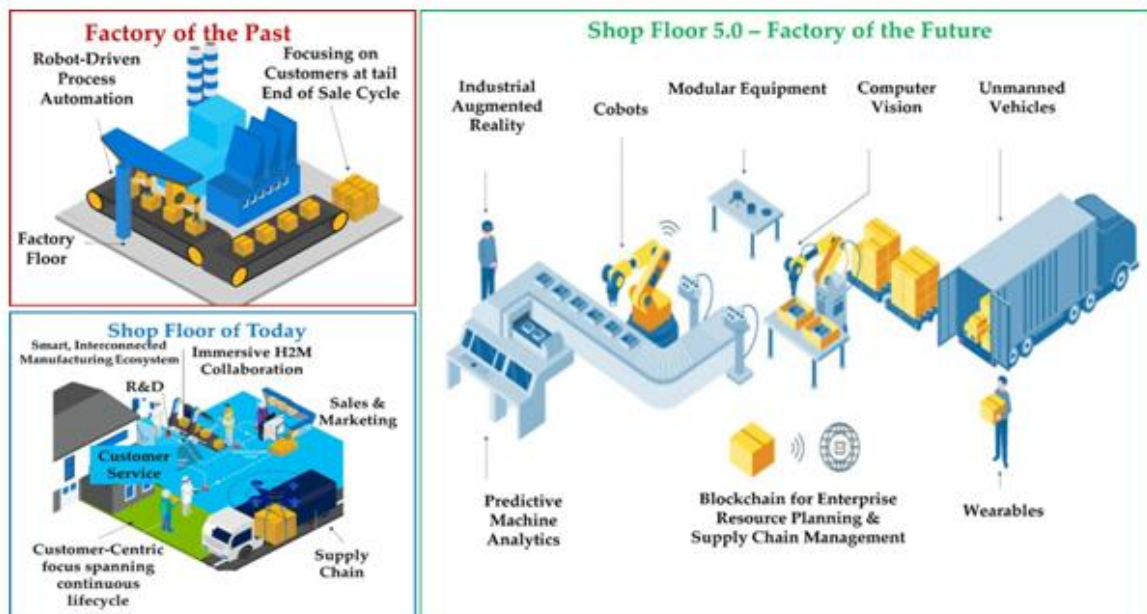 Factory of the Past
Robot-Driven
Process
Automation
Focusing on
Customers at tail
End of Sale Cycle
Factory
Floor
Shop Floor of Today
Smart, Interconnected
Manufacturing Ecosystem
Immersive H2M
Collaboration
R&D
Sales &
Marketing
Customer
Service
Customer-Centric
focus spanning
continuous
lifecycle
Supply
Chain
Shop Floor 5.0 – Factory of the Future
Industrial
Augmented
Reality
Cobots
Modular Equipment
Computer
Vision
Unmanned
Vehicles
Predictive
Machine
Analytics
Blockchain for Enterprise
Resource Planning &
Supply Chain Management
Wearables